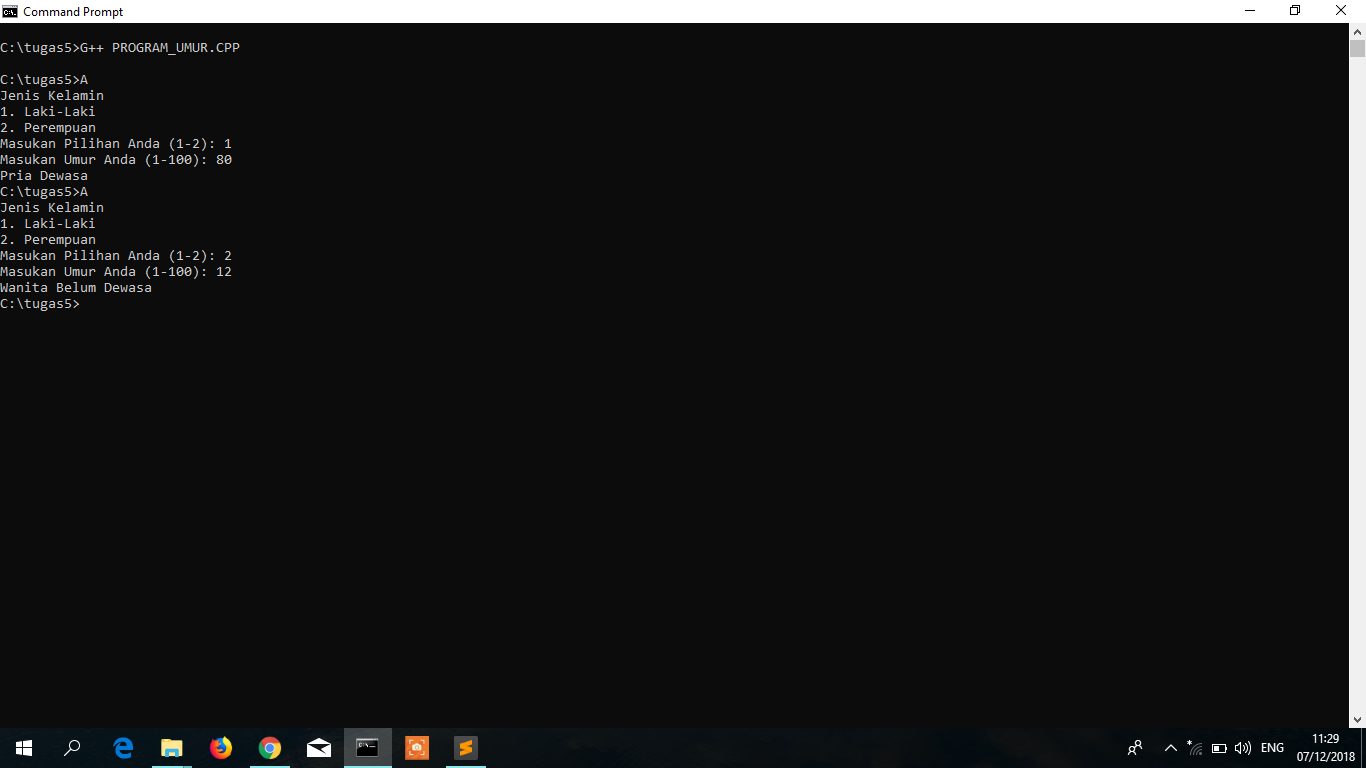 Command Prompt
C:\tugas5>G++ PROGRAM_UMUR.CPP
C:\tugas5>A
Jenis Kelamin
1. Laki-Laki
2. Perempuan
Masukan Pilihan Anda (1-2): 1
Masukan Umur Anda (1-100): 80
Pria Dewasa
C:\tugas5>A
Jenis Kelamin
1. Laki-Laki
2. Perempuan
Masukan Pilihan Anda (1-2): 2
Masukan Umur Anda (1-100): 12
Wanita Belum Dewasa
C:\tugas5>
ENG
11:29
07/12/2018